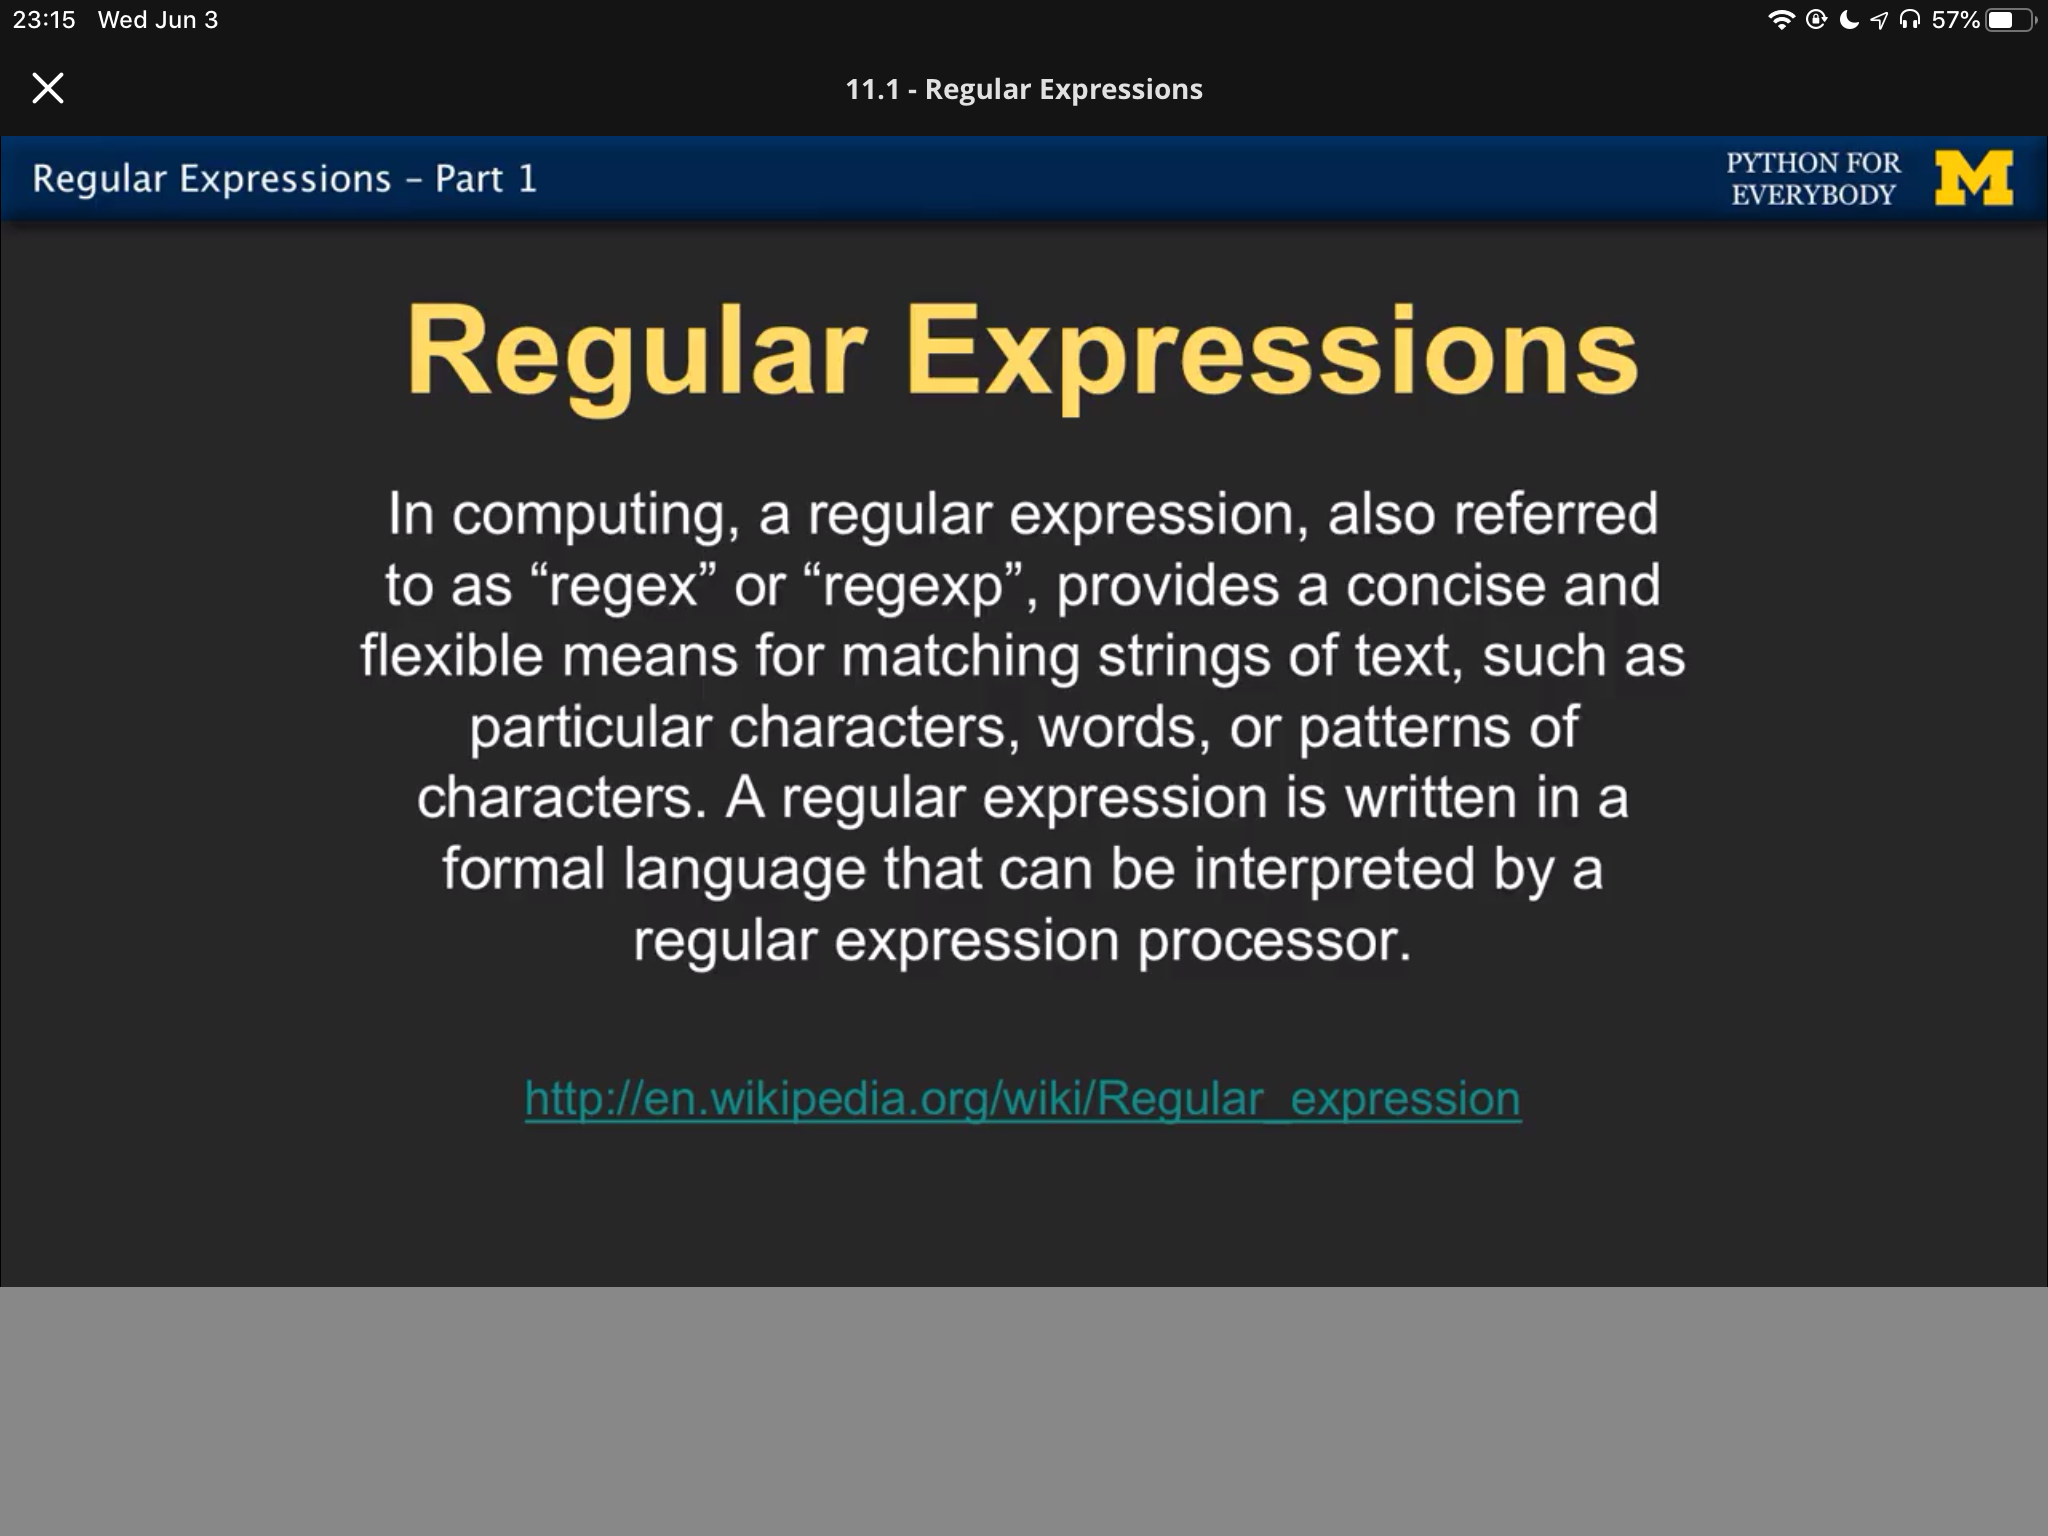 23:15 Wed Jun 3 57%
11.1 - Regular Expressions
Regular Expressions – Part 1
PYTHON FOR
EVERYBODY
M
Regular Expressions
In computing, a regular expression, also referred
to as “regex” or “regexp”, provides a concise and
flexible means for matching strings of text, such as
particular characters, words, or patterns of
characters. A regular expression is written in a
formal language that can be interpreted by a
regular expression processor.
http://en.wikipedia.org/wiki/Regular_expression